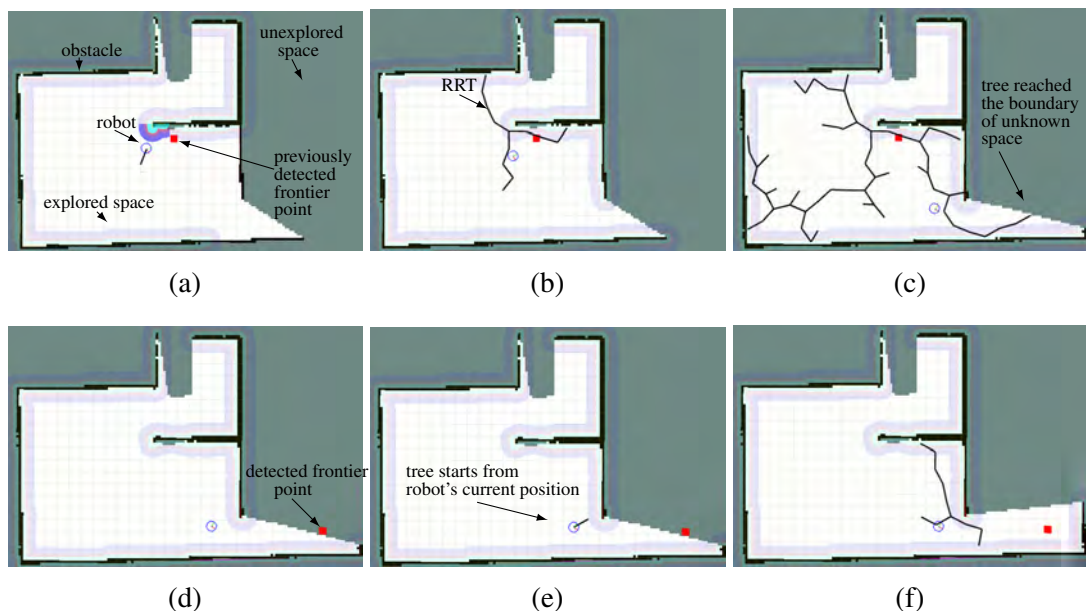 obstacle
unexplored
space
robot
previously
detected
frontier
point
explored space
(a)
RRT
(b)
tree reached
the boundary
of unknown
space
(c)
detected frontier
point
(d)
tree starts from
robot's current position
(e)
(f)